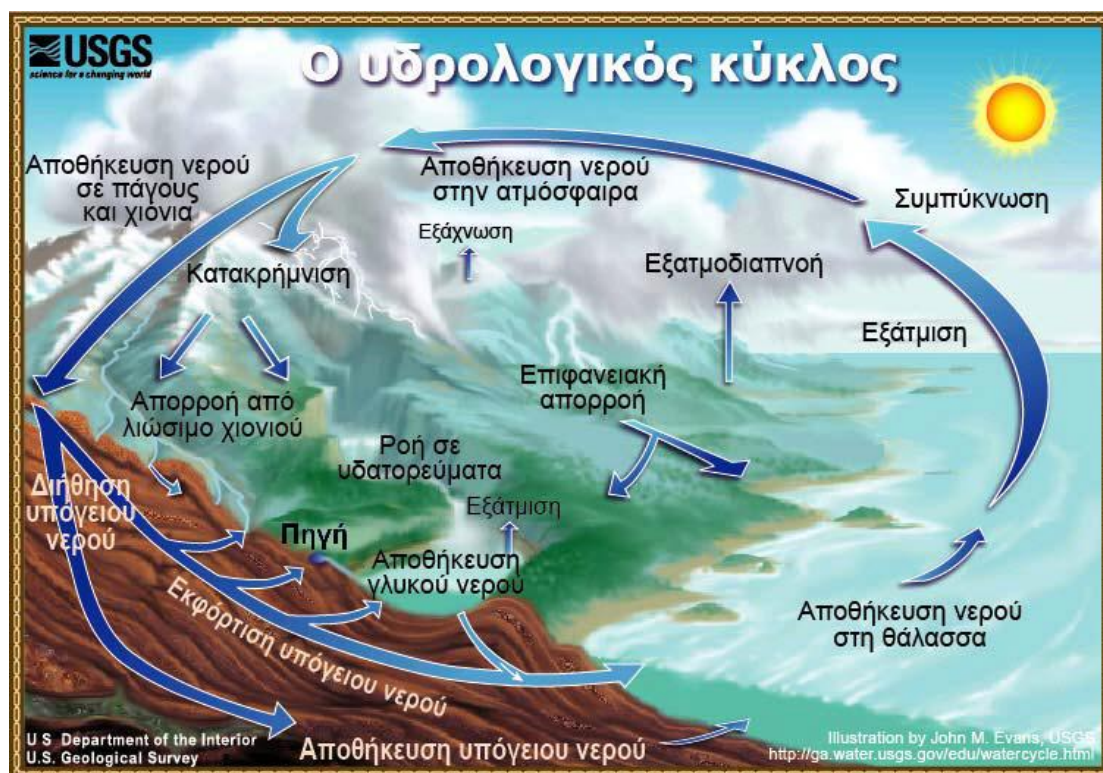 USGS
science for a changing world
Ο υδρολογικός κύκλος
Αποθήκευση νερού
σε πάγους
και χιόνια
Αποθήκευση νερού
στην ατμόσφαιρα
Συμπύκνωση
Εξάχνωση
Κατακρήμνιση
Εξατμοδιαπνοή
Εξάτμιση
Επιφανειακή
απορροή
Απορροή από
λιώσιμο χιονιού
Ροή σε
υδατορεύματα
Διήθηση
υπόγειου
νερού
Εξάτμιση
Πηγή
Αποθήκευση
γλυκού νερού
Εκφόρτιση υπόγειου νερού
Αποθήκευση νερού
στη θάλασσα
Αποθήκευση υπόγειου νερού
U S Department of the Interior
U.S. Geological Survey
Illustration by John M. Evans, USGS
http://ga.water.usgs.gov/edu/watercycle.html